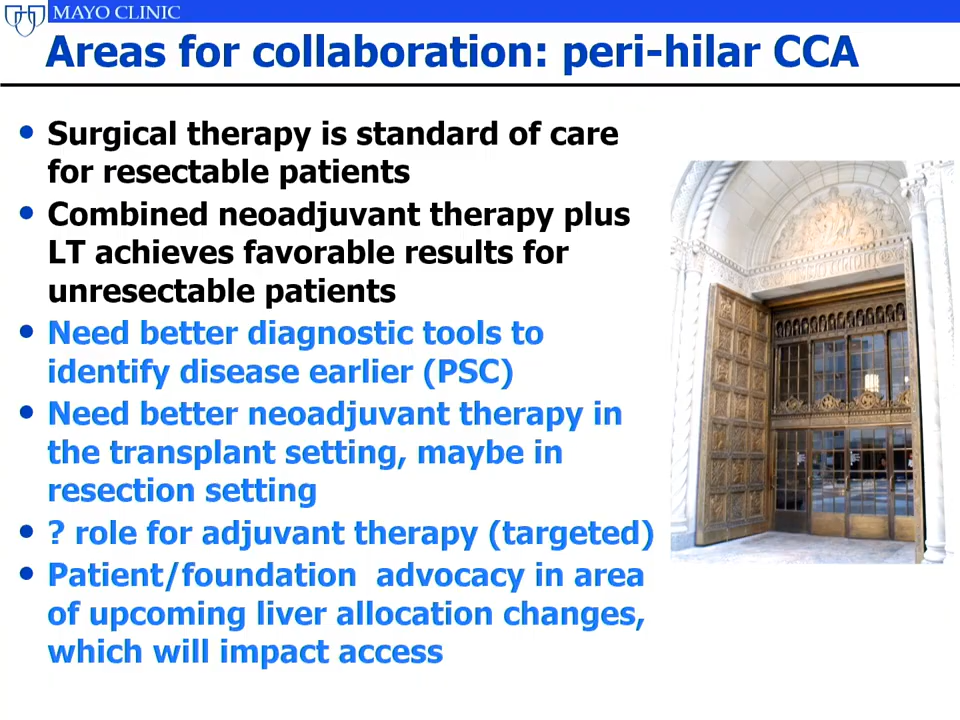 MAYO CLINIC
Areas for collaboration: peri-hilar CCA
• Surgical therapy is standard of care
for resectable patients
• Combined neoadjuvant therapy plus
LT achieves favorable results for
unresectable patients
• Need better diagnostic tools to
identify disease earlier (PSC)
• Need better neoadjuvant therapy in
the transplant setting, maybe in
resection setting
• ? role for adjuvant therapy (targeted)
• Patient/foundation advocacy in area
of upcoming liver allocation changes,
which will impact access